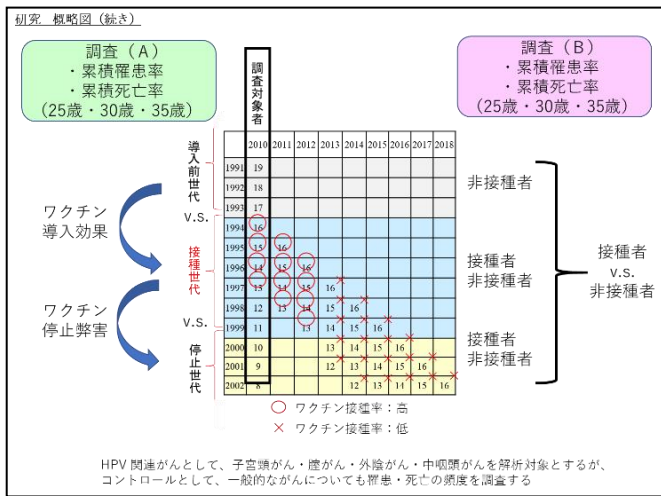 研究 概略図(続き)
調査(A)
・累積罹患率
・累積死亡率
(25歳・30歳・35歳)
調査対象者
調査(B)
・累積罹患率
・累積死亡率
(25歳・30歳・35歳)
2010 2011 2012 2013 2014 2015 2016 2017 2018
導入前世代
1991 19
1992 18
1993 17
非接種者
v.s.
ワクチン
導入効果
接種世代
1994 16
1995 15 16
1996 14 15 16
1997 13 14 15 16
1998 12 13 14 15 16
1999 11 13 14 15 16
接種者
非接種者
v.s.
ワクチン
停止弊害
停止世代
2000 10 13 14 15 16
2001 9 12 13 14 15 16
2002 8 12 13 14 15 16
接種者
非接種者
接種者
v.s.
非接種者
○ ワクチン接種率:高
× ワクチン接種率:低
HPV 関連がんとして、子宮頸がん・膣がん・外陰がん・中咽頭がんを解析対象とするが、
コントロールとして、一般的ながんについても罹患・死亡の頻度を調査する